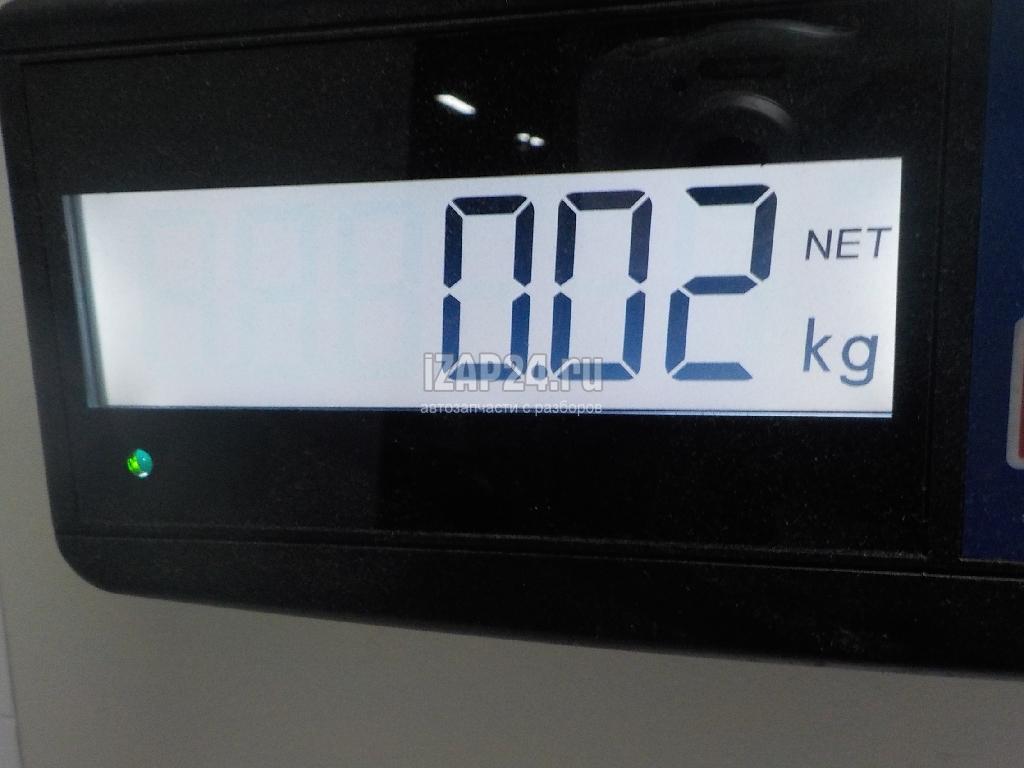 002
NET
kg
iZAP24.ru
автозапчасти с разборов